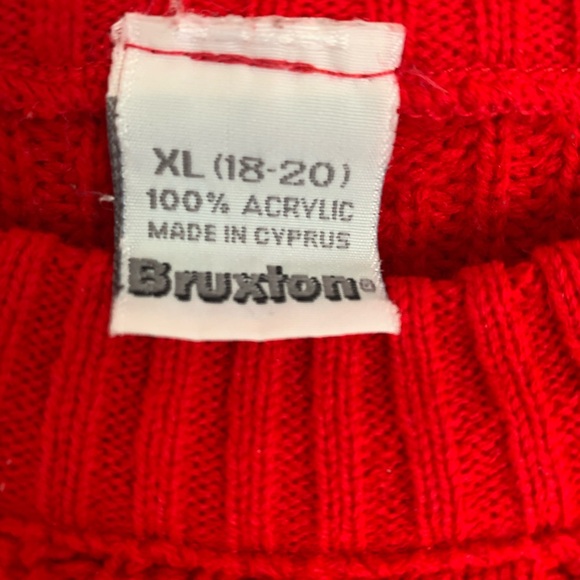 XL (18-20)
100% ACRYLIC
MADE IN CYPRUS
Bruxton®